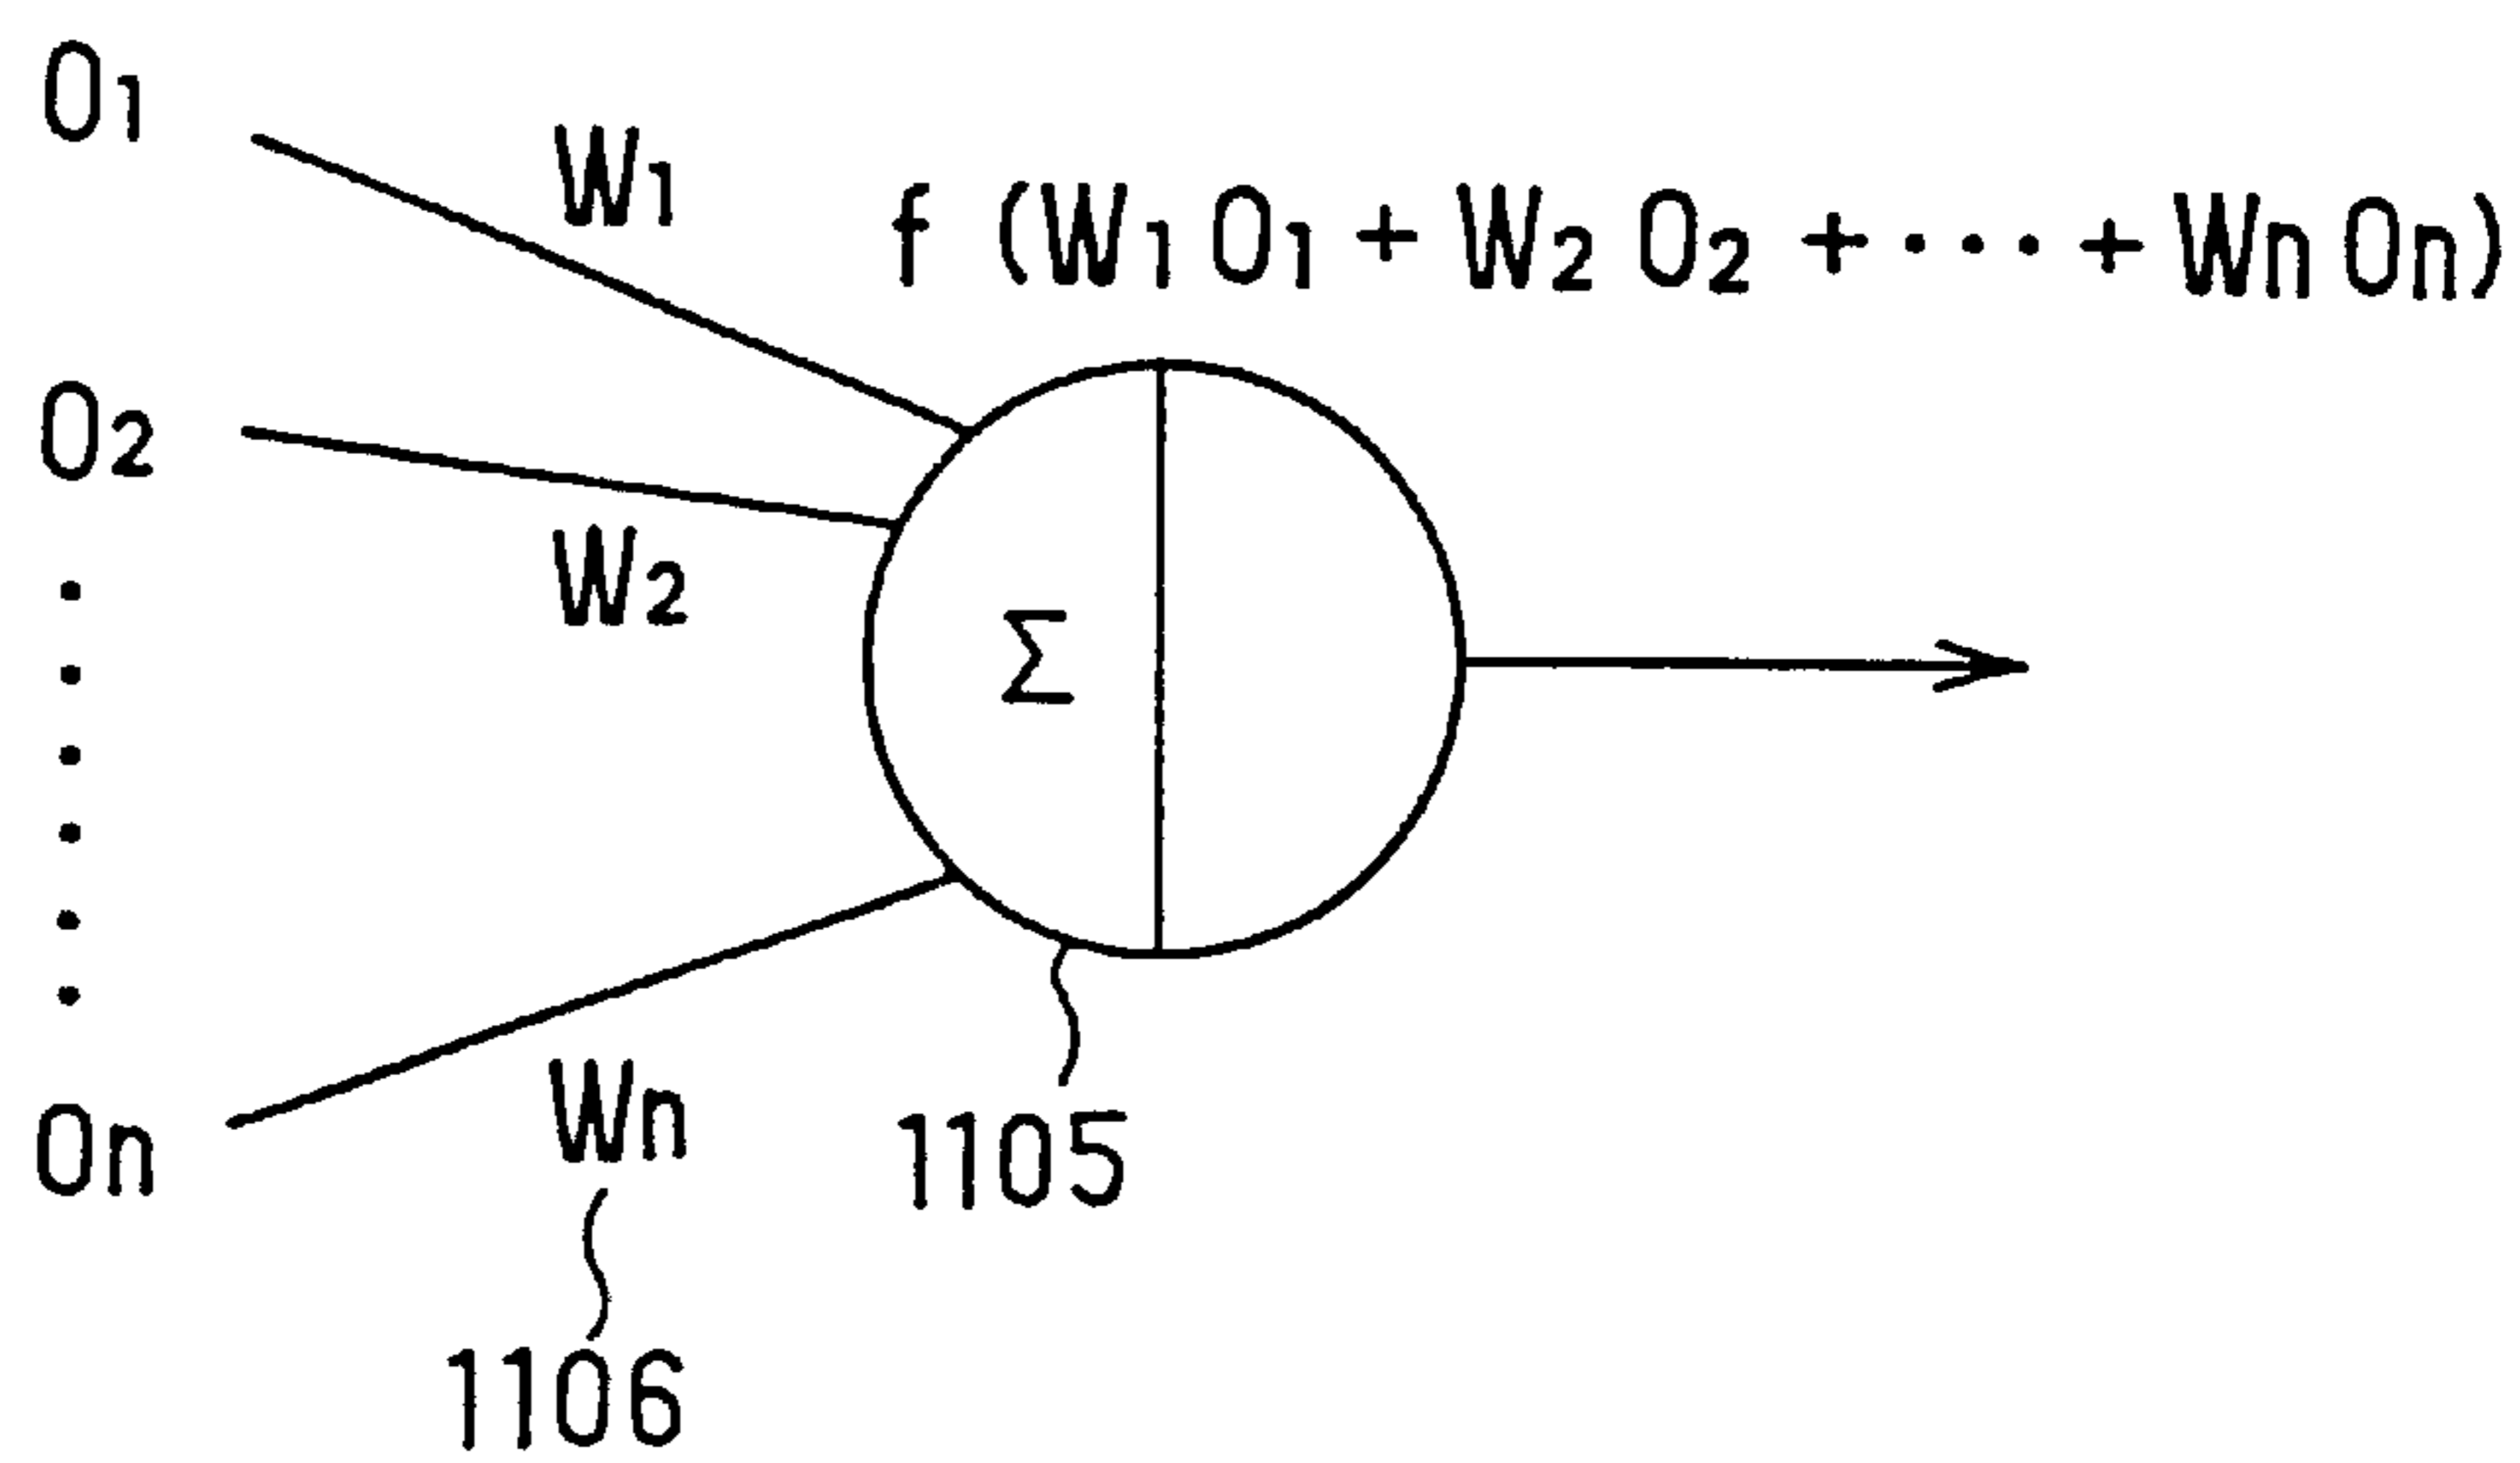 O1
W1
f (W1 O1 + W2 O2 + ··· + Wn On)
O2
W2
Σ
On
Wn
1105
1106